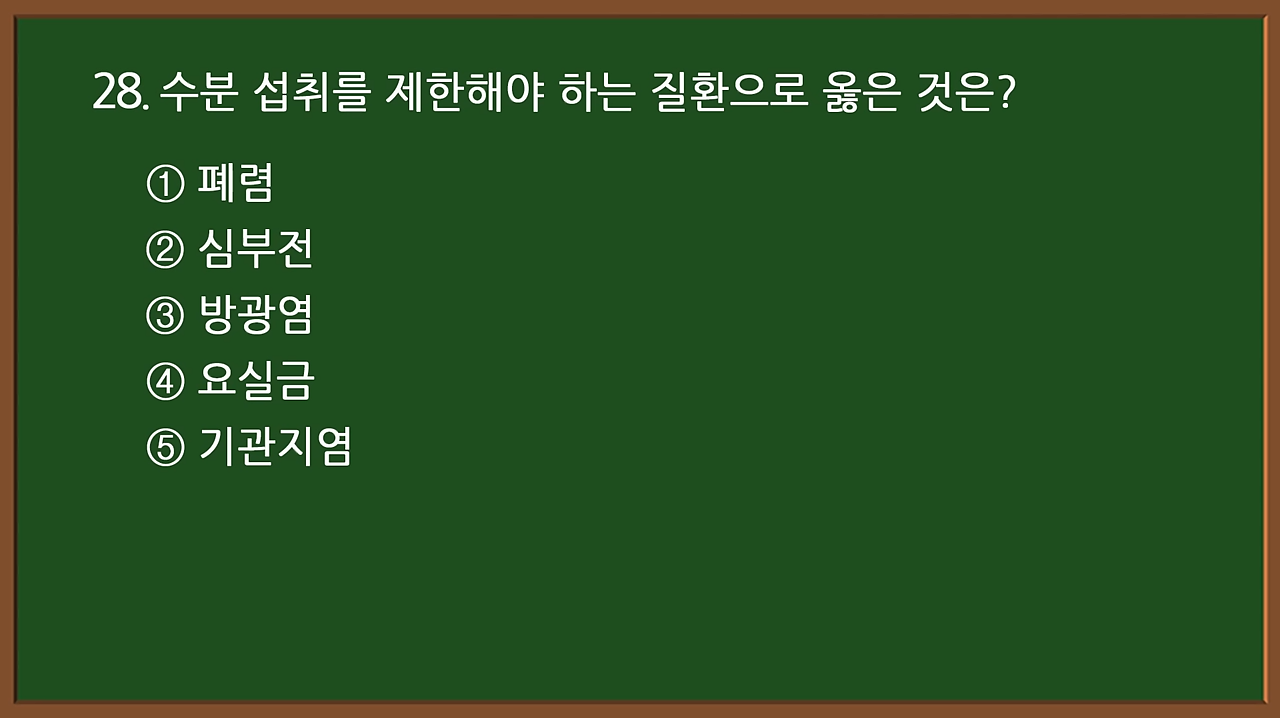 28. 수분 섭취를 제한해야 하는 질환으로 옳은 것은?
① 폐렴
② 심부전
③ 방광염
④ 요실금
⑤ 기관지염